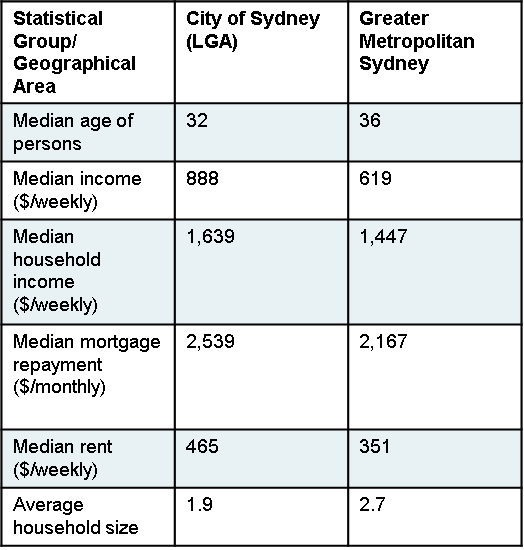 Statistical Group/ Geographical Area	City of Sydney (LGA)	Greater Metropolitan Sydney
Median age of persons	32	36
Median income ($/weekly)	888	619
Median household income ($/weekly)	1,639	1,447
Median mortgage repayment ($/monthly)	2,539	2,167
Median rent ($/weekly)	465	351
Average household size	1.9	2.7